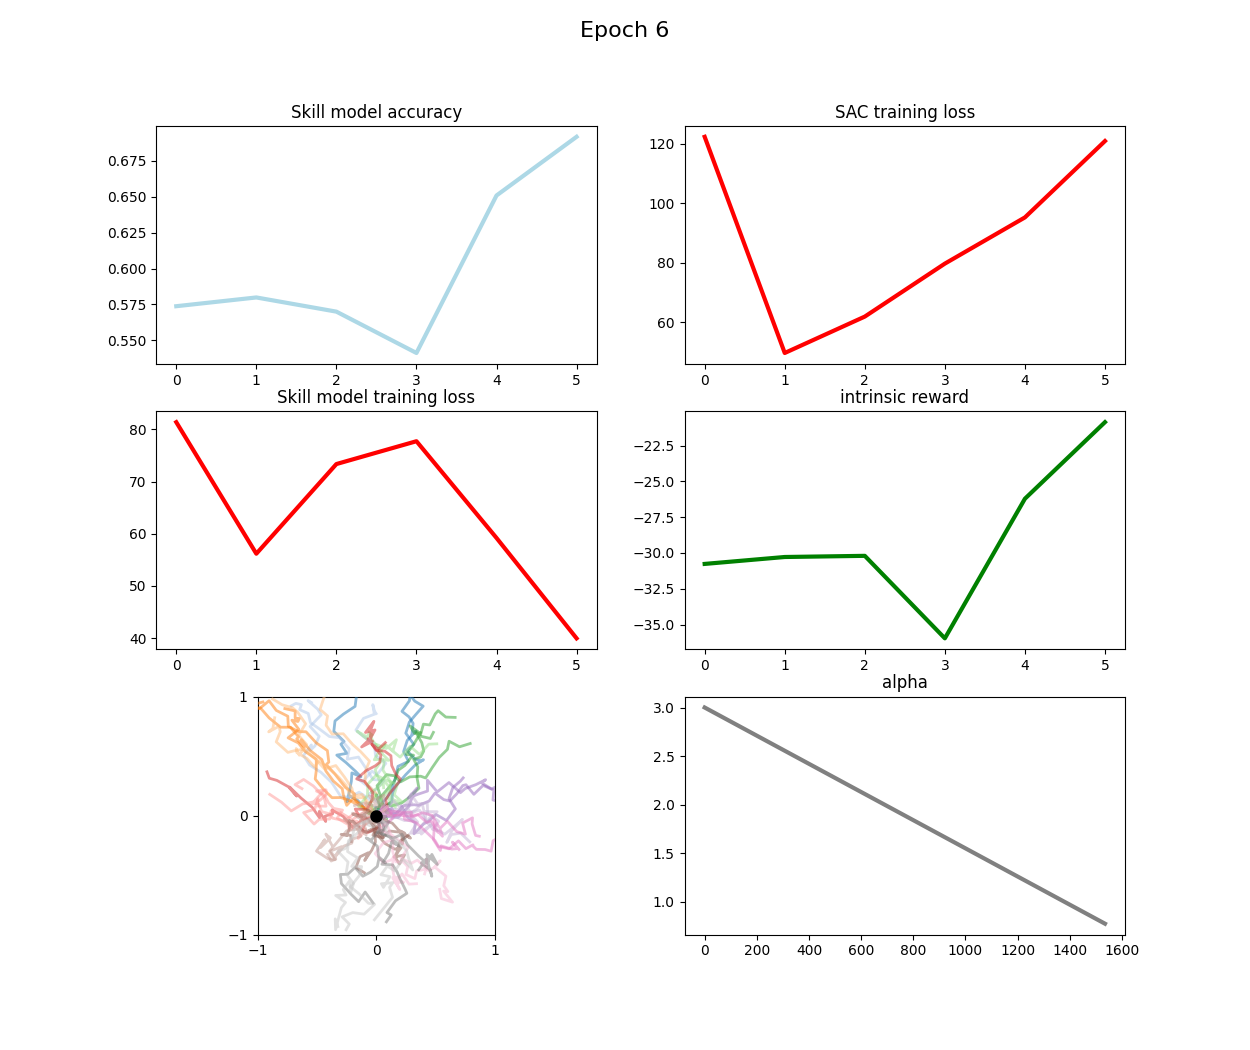 Epoch 6
Skill model accuracy
0.675
0.650
0.625
0.600
0.575
0.550
0 1 2 3 4 5
SAC training loss
120
100
80
60
0 1 2 3 4 5
Skill model training loss
80
70
60
50
40
0 1 2 3 4 5
intrinsic reward
−22.5
−25.0
−27.5
−30.0
−32.5
−35.0
0 1 2 3 4 5
1
0
−1
−1 0 1
alpha
3.0
2.5
2.0
1.5
1.0
0 200 400 600 800 1000 1200 1400 1600